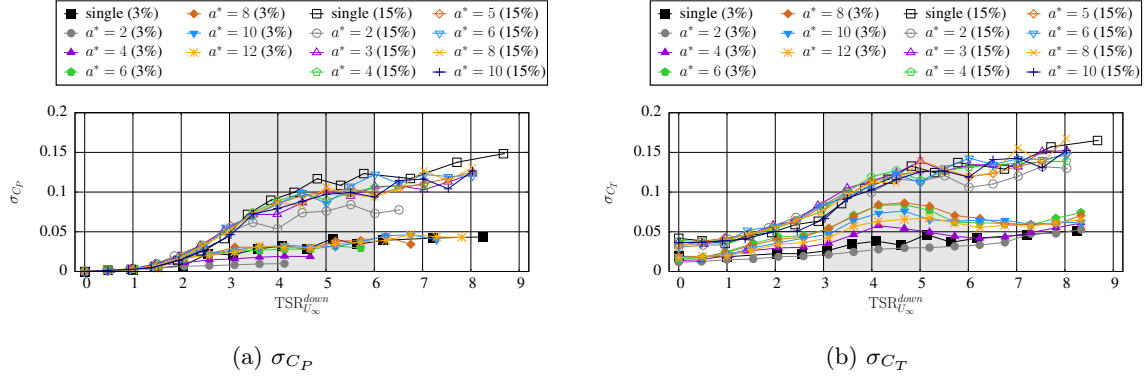 single (3%)
a* = 2 (3%)
a* = 4 (3%)
a* = 6 (3%)
a* = 8 (3%)
a* = 10 (3%)
a* = 12 (3%)
single (15%)
a* = 2 (15%)
a* = 3 (15%)
a* = 4 (15%)
a* = 5 (15%)
a* = 6 (15%)
a* = 8 (15%)
a* = 10 (15%)
0.2
0.15
0.1
0.05
0
σ_{C_P}
0 1 2 3 4 5 6 7 8 9
TSR^{down}_{U_∞}
(a) σ_{C_P}
single (3%)
a* = 2 (3%)
a* = 4 (3%)
a* = 6 (3%)
a* = 8 (3%)
a* = 10 (3%)
a* = 12 (3%)
single (15%)
a* = 2 (15%)
a* = 3 (15%)
a* = 4 (15%)
a* = 5 (15%)
a* = 6 (15%)
a* = 8 (15%)
a* = 10 (15%)
0.2
0.15
0.1
0.05
0
σ_{C_T}
0 1 2 3 4 5 6 7 8 9
TSR^{down}_{U_∞}
(b) σ_{C_T}